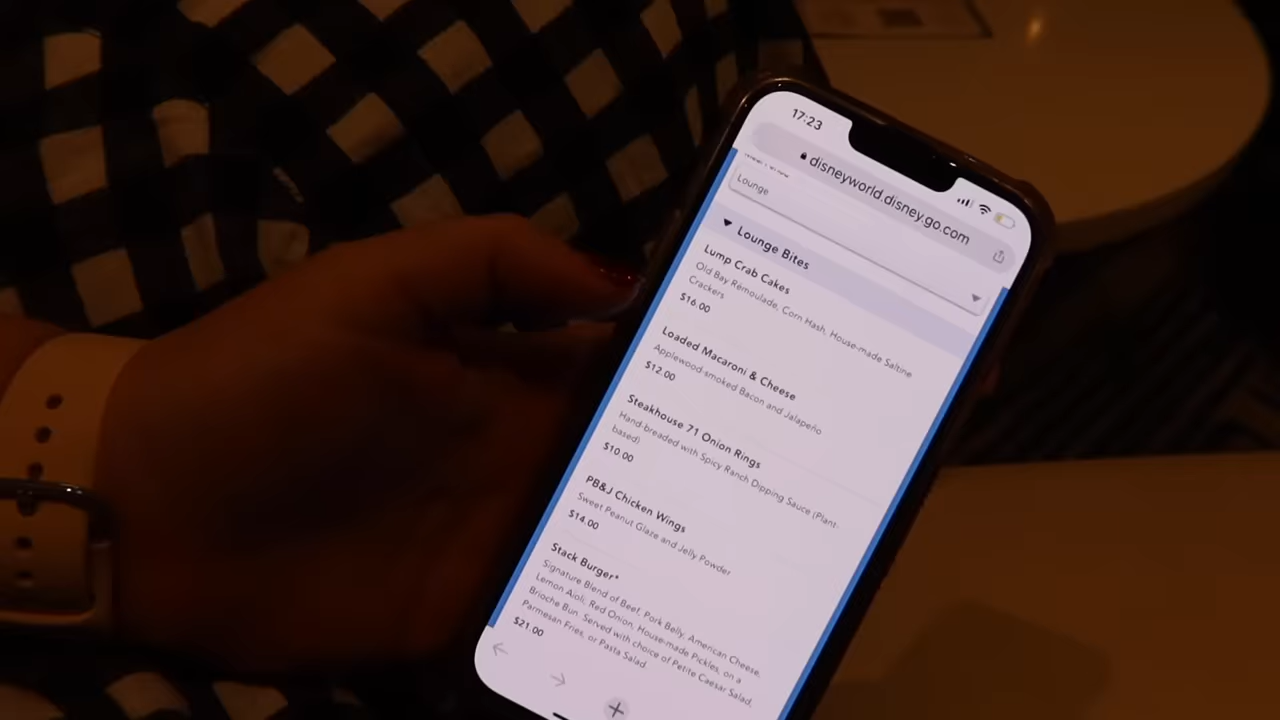 17:23
disneyworld.disney.go.com
Lounge
Lounge Bites
Lump Crab Cakes
Old Bay Remoulade, Corn Hash, House-made Saltine
Crackers
$16.00
Loaded Macaroni & Cheese
Applewood-smoked Bacon and Jalapeño
$12.00
Steakhouse 71 Onion Rings
Hand-breaded with Spicy Ranch Dipping Sauce (Plant-
based)
$10.00
PB&J Chicken Wings
Sweet Peanut Glaze and Jelly Powder
$14.00
Stack Burger*
Signature Blend of Beef, Pork Belly, American Cheese,
Lemon Aioli, Red Onion, House-made Pickles, on a
Brioche Bun. Served with choice of Petite Caesar Salad,
Parmesan Fries, or Pasta Salad
$21.00